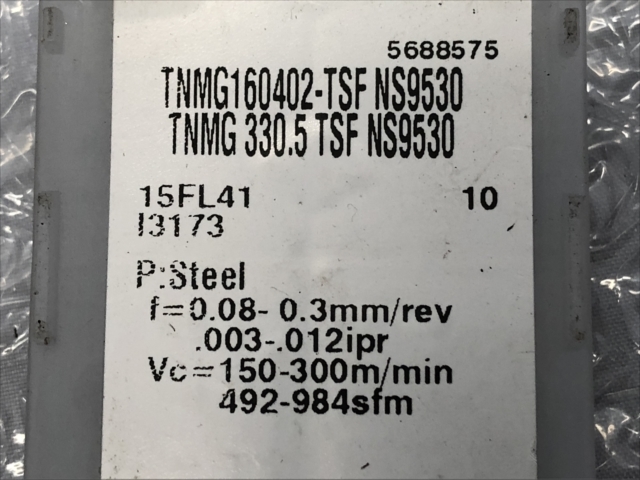 5688575
TNMG160402-TSF NS9530
TNMG 330.5 TSF NS9530
15FL41 10
I3173
P:Steel
f=0.08- 0.3mm/rev
.003-.012ipr
Vc=150-300m/min
492-984sfm